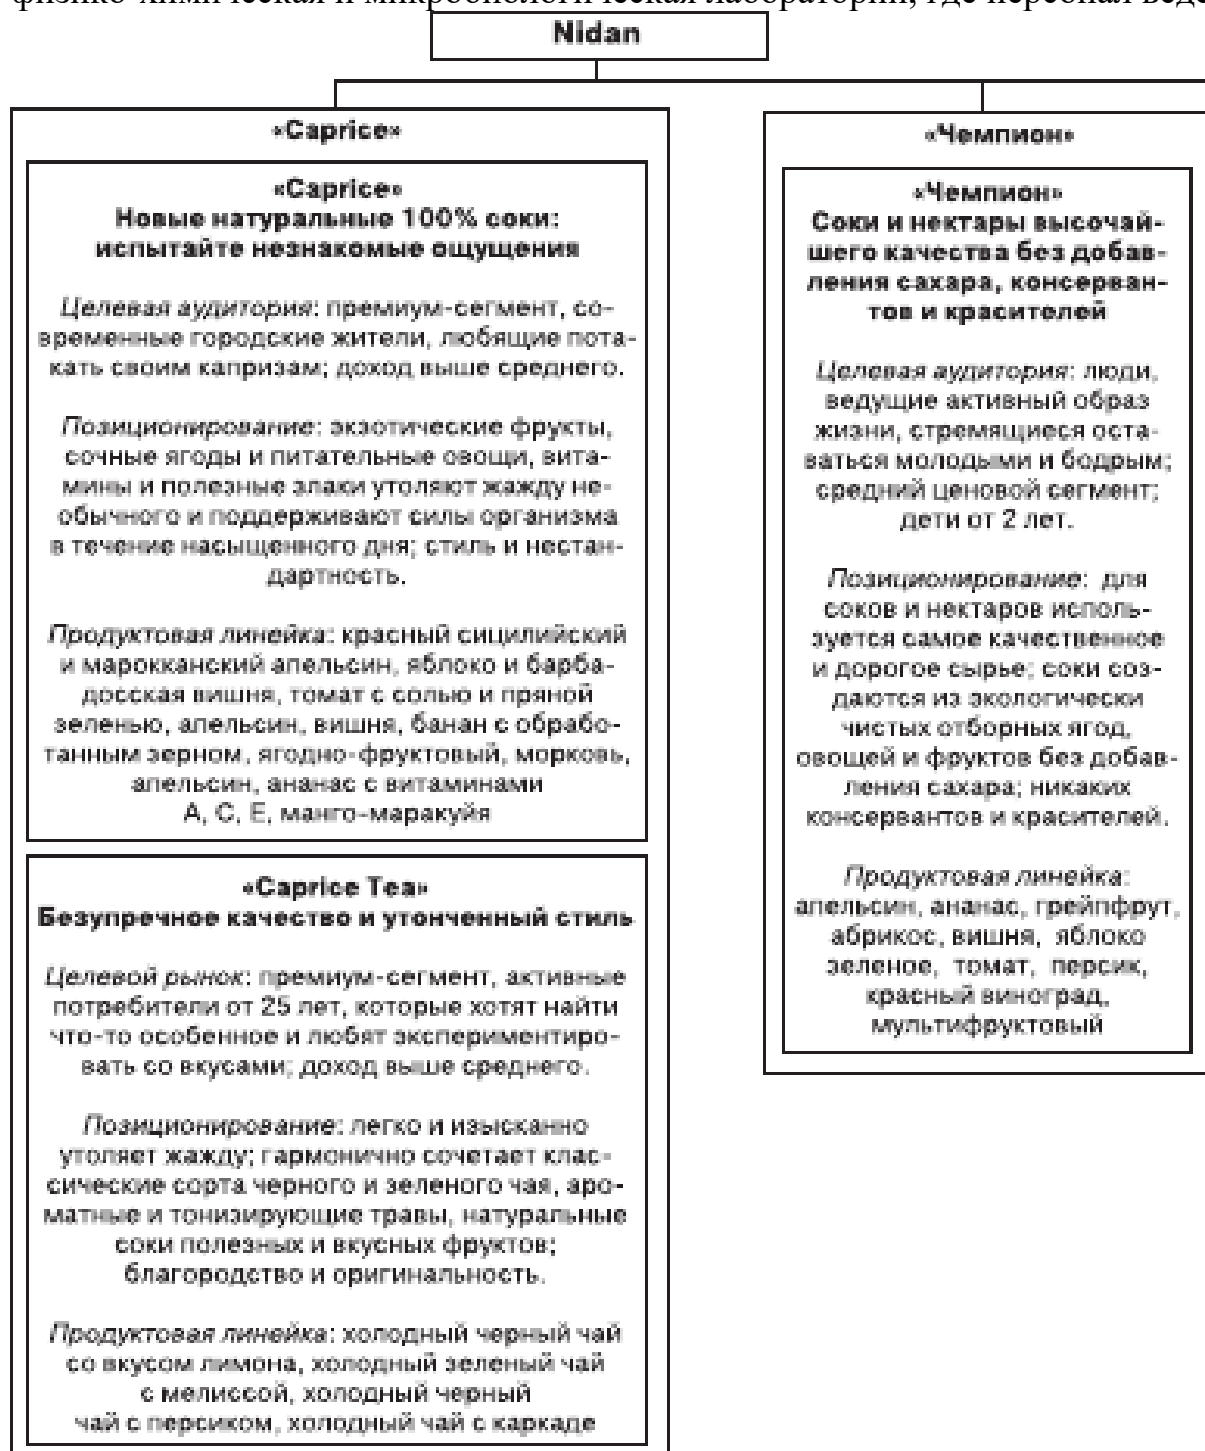 физико-химическая и микробиологическая лаборатории, где персонал веде
Nidan
«Caprice»
«Caprice»
Новые натуральные 100% соки:
испытайте незнакомые ощущения
Целевая аудитория: премиум-сегмент, со-
временные городские жители, любящие пота-
кать своим капризам; доход выше среднего.
Позиционирование: экзотические фрукты,
сочные ягоды и питательные овощи, вита-
мины и полезные злаки утоляют жажду не-
обычного и поддерживают силы организма
в течение насыщенного дня; стиль и нестан-
дартность.
Продуктовая линейка: красный сицилийский
и марокканский апельсин, яблоко и барба-
досская вишня, томат с солью и пряной
зеленью, апельсин, вишня, банан с обрабо-
танным зерном, ягодно-фруктовый, морковь,
апельсин, ананас с витаминами
А, С, Е, манго-маракуйя
«Caprice Tea»
Безупречное качество и утонченный стиль
Целевой рынок: премиум-сегмент, активные
потребители от 25 лет, которые хотят найти
что-то особенное и любят экспериментиро-
вать со вкусами; доход выше среднего.
Позиционирование: легко и изысканно
утоляет жажду; гармонично сочетает клас-
сические сорта черного и зеленого чая, аро-
матные и тонизирующие травы, натуральные
соки полезных и вкусных фруктов;
благородство и оригинальность.
Продуктовая линейка: холодный черный чай
со вкусом лимона, холодный зеленый чай
с мелиссой, холодный черный
чай с персиком, холодный чай с каркаде
«Чемпион»
«Чемпион»
Соки и нектары высочай-
шего качества без добав-
ления сахара, консерван-
тов и красителей
Целевая аудитория: люди,
ведущие активный образ
жизни, стремящиеся оста-
ваться молодыми и бодрым;
средний ценовой сегмент;
дети от 2 лет.
Позиционирование: для
соков и нектаров исполь-
зуется самое качественное
и дорогое сырье; соки соз-
даются из экологически
чистых отборных ягод,
овощей и фруктов без добав-
ления сахара; никаких
консервантов и красителей.
Продуктовая линейка:
апельсин, ананас, грейпфрут,
абрикос, вишня, яблоко
зеленое, томат, персик,
красный виноград,
мультифруктовый